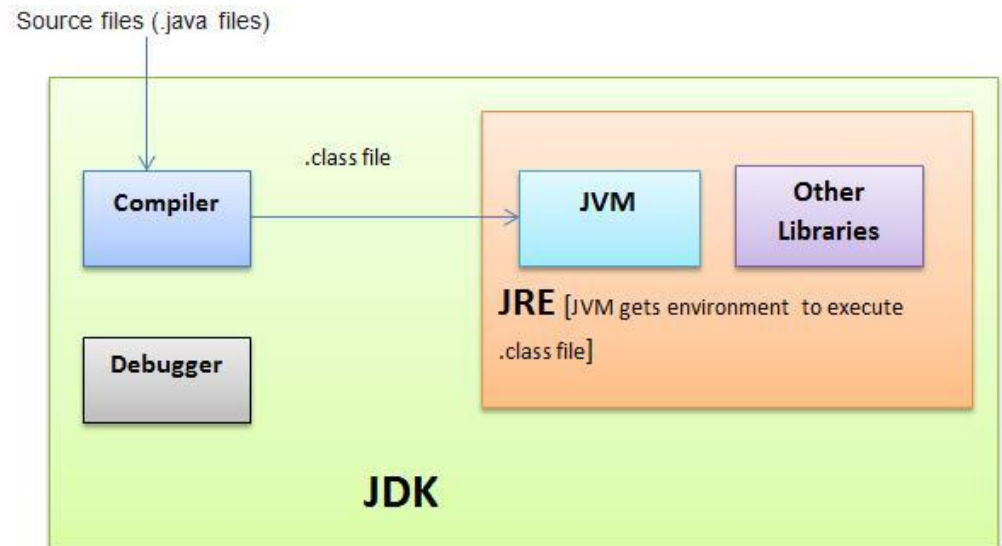 Source files (.java files)
.class file
Compiler
JVM
Other
Libraries
JRE [JVM gets environment to execute
.class file]
Debugger
JDK